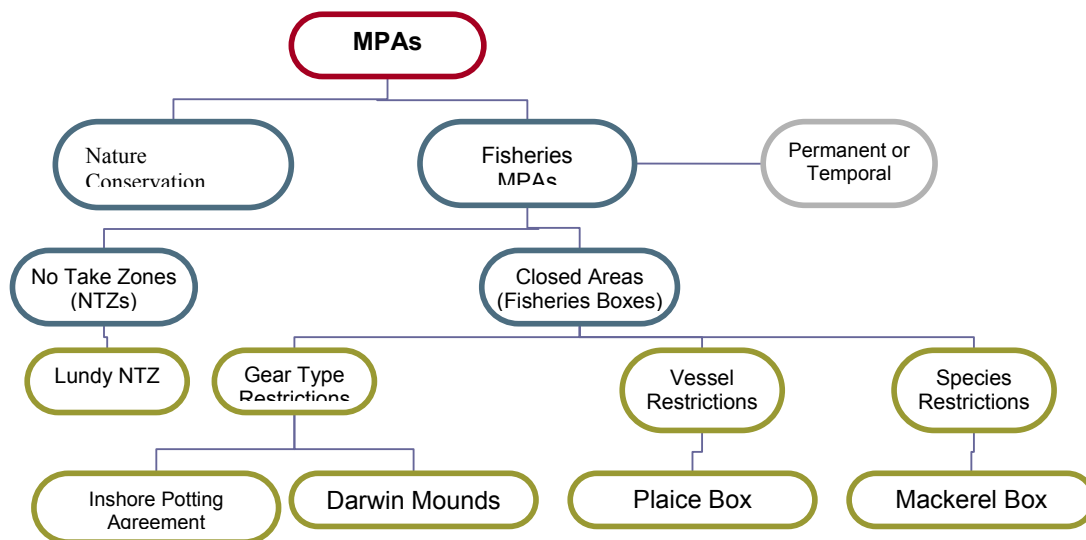 MPAs
Nature
Conservation
Fisheries
MPAs
Permanent or
Temporal
No Take Zones
(NTZs)
Closed Areas
(Fisheries Boxes)
Lundy NTZ
Gear Type
Restrictions
Vessel
Restrictions
Species
Restrictions
Inshore Potting
Agreement
Darwin Mounds
Plaice Box
Mackerel Box